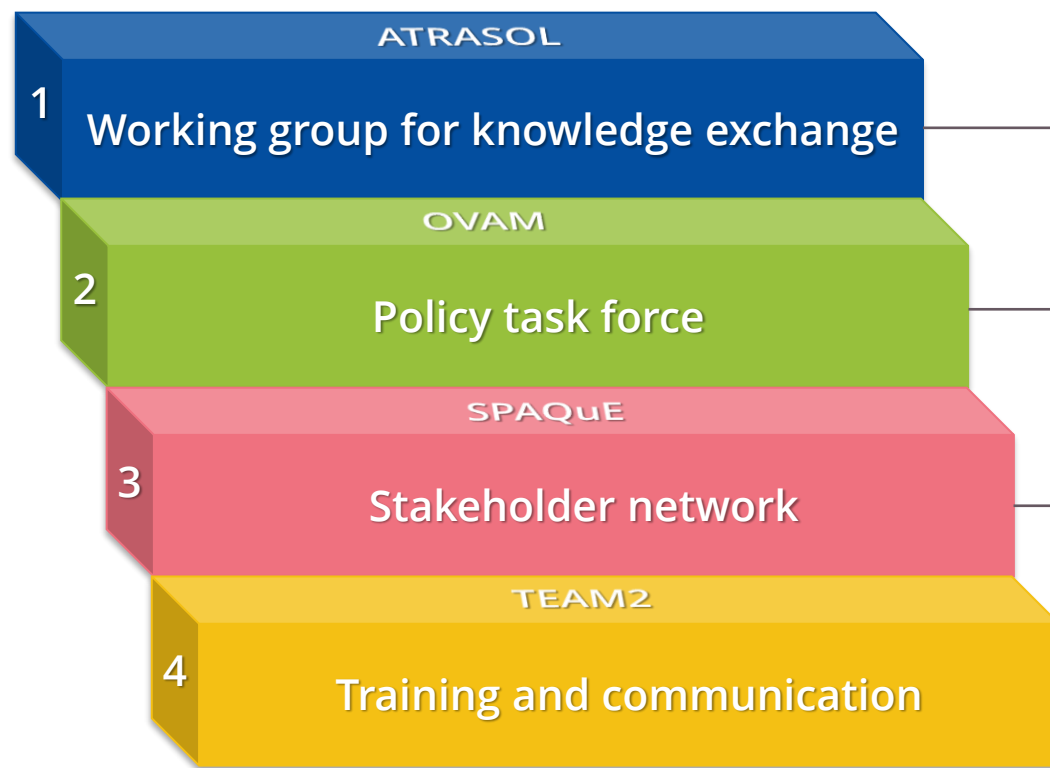 ATRASOL
1
Working group for knowledge exchange
OVAM
2
Policy task force
SPAQuE
3
Stakeholder network
TEAM2
4
Training and communication